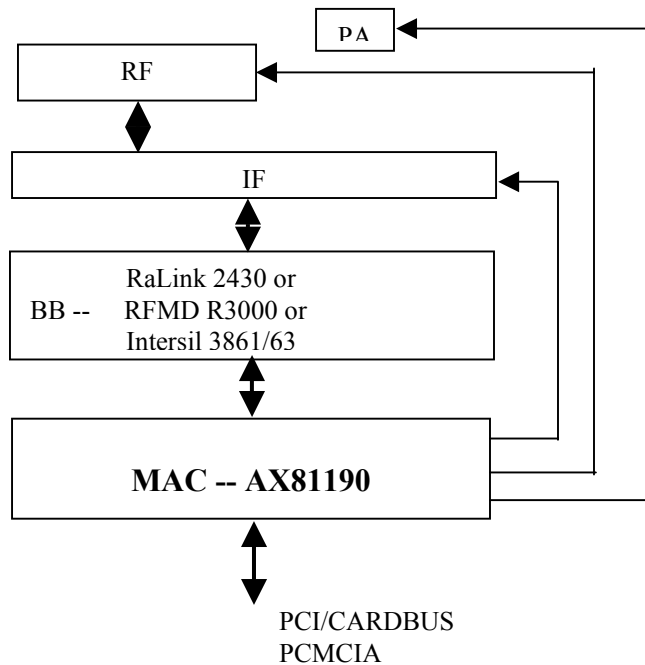 PA
RF
IF
RaLink 2430 or
BB -- RFMD R3000 or
Intersil 3861/63
MAC -- AX81190
PCI/CARDBUS
PCMCIA